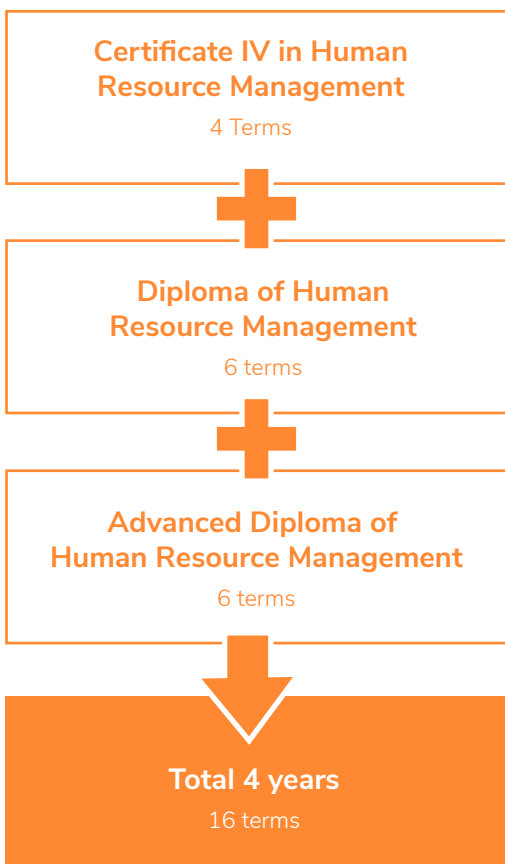 Certificate IV in Human
Resource Management
4 Terms
Diploma of Human
Resource Management
6 terms
Advanced Diploma of
Human Resource Management
6 terms
Total 4 years
16 terms